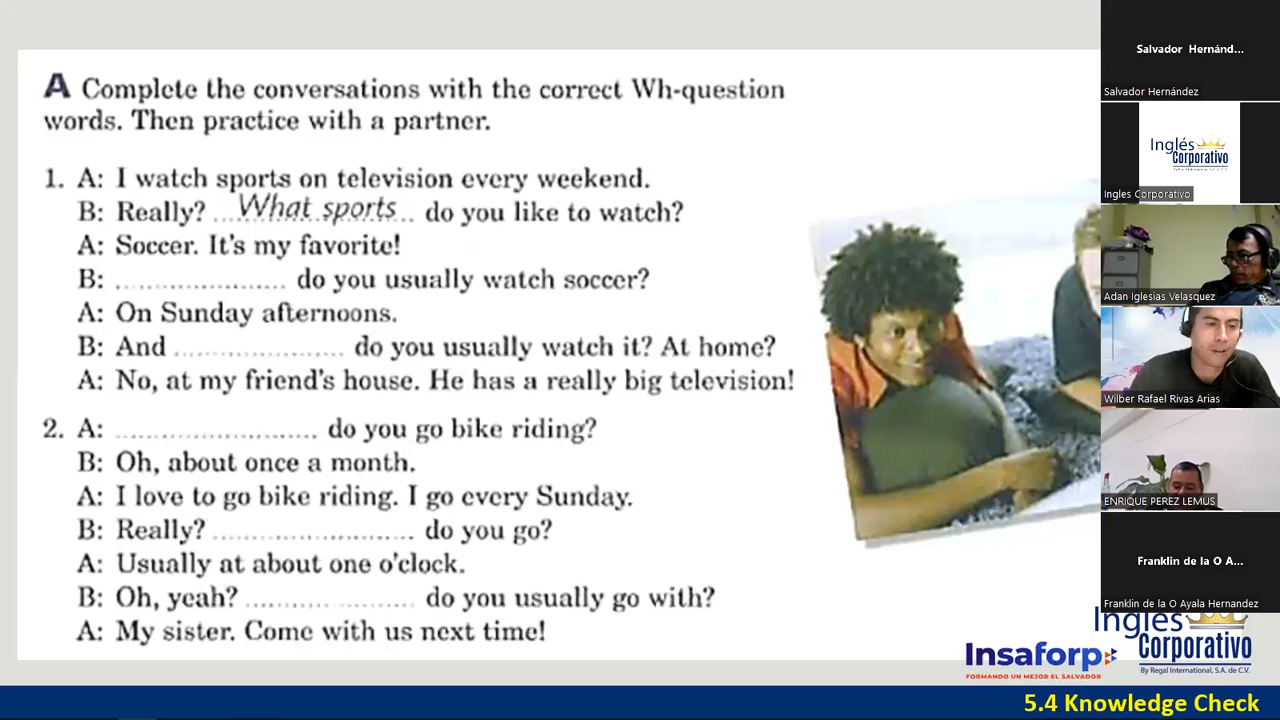 A Complete the conversations with the correct Wh-question
words. Then practice with a partner.
1. A: I watch sports on television every weekend.
B: Really? What sports do you like to watch?
A: Soccer. It's my favorite!
B: .................... do you usually watch soccer?
A: On Sunday afternoons.
B: And .................... do you usually watch it? At home?
A: No, at my friend's house. He has a really big television!
2. A: .................... do you go bike riding?
B: Oh, about once a month.
A: I love to go bike riding. I go every Sunday.
B: Really? .................... do you go?
A: Usually at about one o'clock.
B: Oh, yeah? .................... do you usually go with?
A: My sister. Come with us next time!
Salvador Hernánd...
Salvador Hernández
Inglés
Corporativo
Ingles Corporativo
Adan Iglesias Velasquez
Wilber Rafael Rivas Arias
ENRIQUE PEREZ LEMUS
Franklin de la O A...
Franklin de la O Ayala Hernandez
Insaforp
FORMANDO UN MEJOR EL SALVADOR
Inglés
Corporativo
By Regal International, S.A. de C.V.
5.4 Knowledge Check